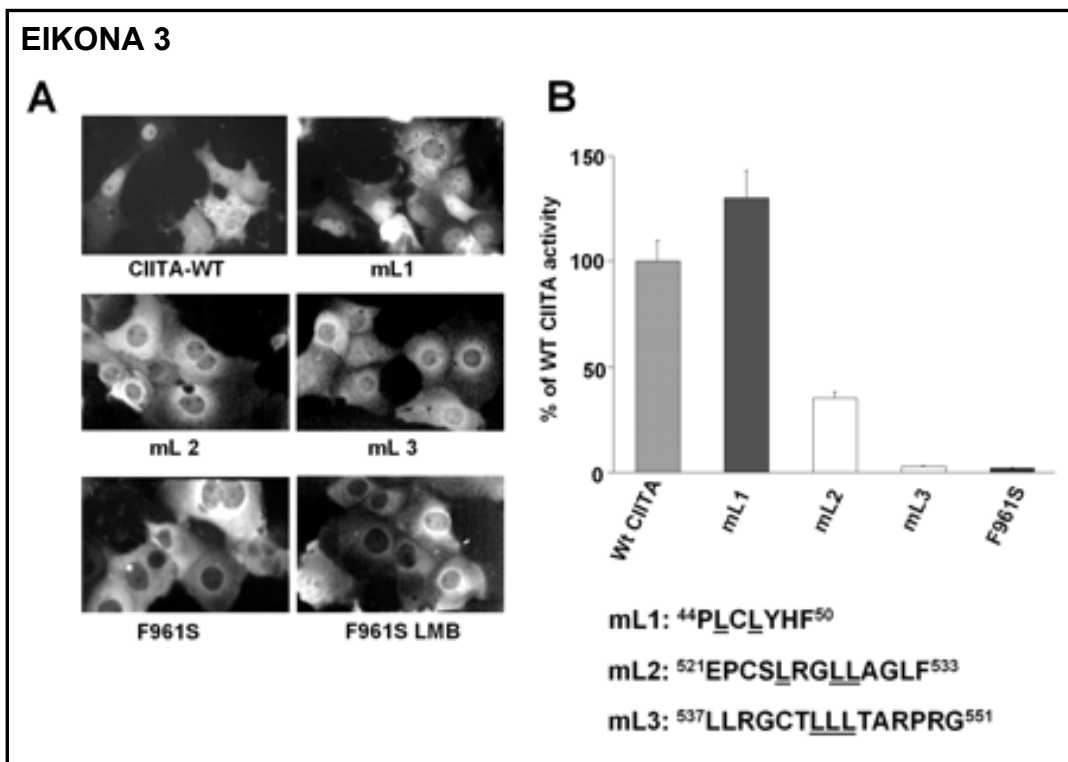 ΕΙΚΟΝΑ 3
A
CIITA-WT
mL1
mL 2
mL 3
F961S
F961S LMB
B
% of WT CIITA activity
150
100
50
0
Wt CIITA
mL1
mL2
mL3
F961S
mL1: ⁴⁴PLCLYHF⁵⁰
mL2: ⁵²¹EPCSLRGLLAGLF⁵³³
mL3: ⁵³⁷LLRGCTLLLTARPRG⁵⁵¹